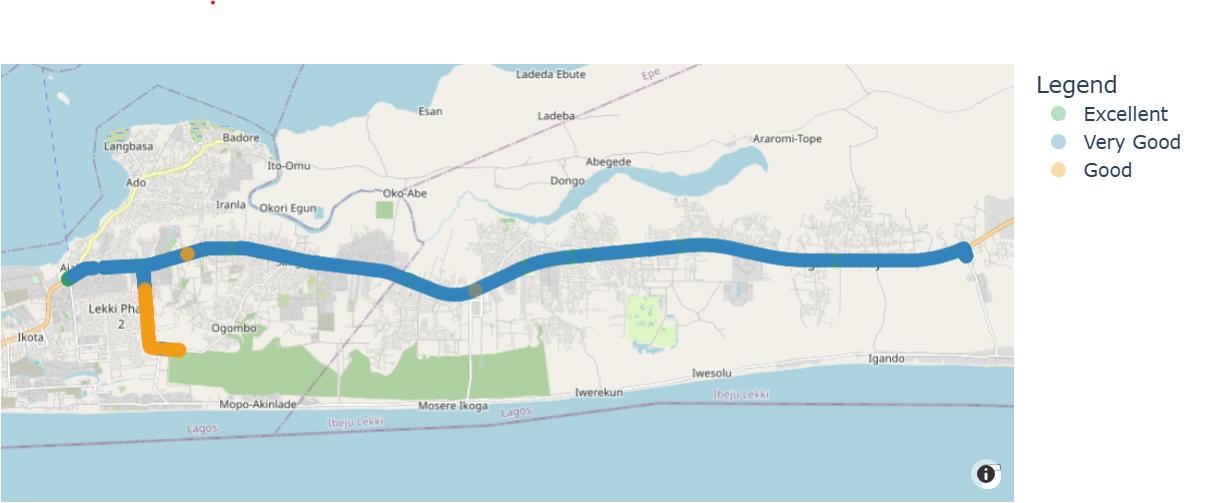 Ladeda Ebute
Epe
Esan
Ladeba
Badore
Langbasa
Araromi-Tope
Ito-Omu
Abegede
Ado
Dongo
Oko-Abe
Iranla
Okori Egun
Lekki Pha
2
Ogombo
Ikota
Igando
Iwesolu
Iwerekun
Mopo-Akinlade
Mosere Ikoga
Ibeju Lekki
Lagos
Ibeju Lekki
Lagos
Legend
Excellent
Very Good
Good